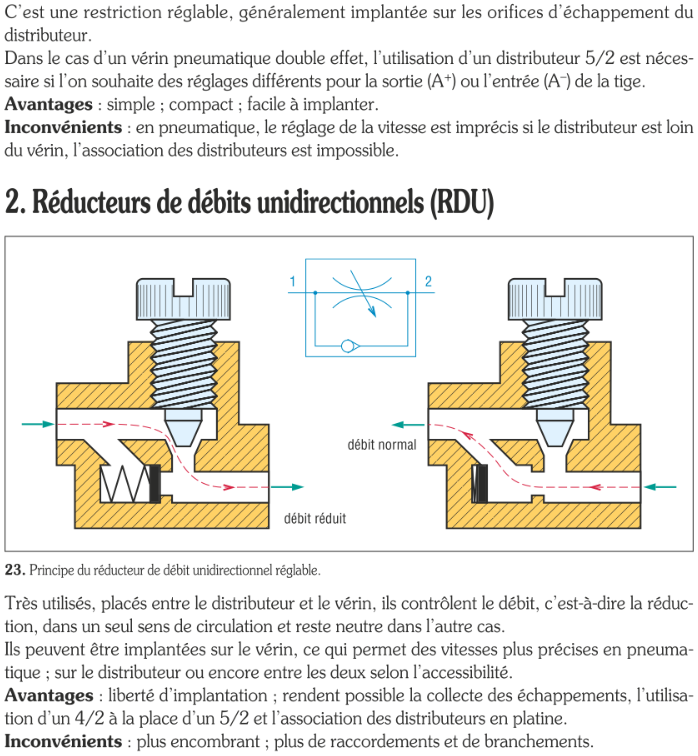 C'est une restriction réglable, généralement implantée sur les orifices d'échappement du
distributeur.
Dans le cas d'un vérin pneumatique double effet, l'utilisation d'un distributeur 5/2 est néces-
saire si l'on souhaite des réglages différents pour la sortie (A⁺) ou l'entrée (A⁻) de la tige.
Avantages : simple ; compact ; facile à implanter.
Inconvénients : en pneumatique, le réglage de la vitesse est imprécis si le distributeur est loin
du vérin, l'association des distributeurs est impossible.
2. Réducteurs de débits unidirectionnels (RDU)
1
2
débit normal
débit réduit
23. Principe du réducteur de débit unidirectionnel réglable.
Très utilisés, placés entre le distributeur et le vérin, ils contrôlent le débit, c'est-à-dire la réduc-
tion, dans un seul sens de circulation et reste neutre dans l'autre cas.
Ils peuvent être implantées sur le vérin, ce qui permet des vitesses plus précises en pneuma-
tique ; sur le distributeur ou encore entre les deux selon l'accessibilité.
Avantages : liberté d'implantation ; rendent possible la collecte des échappements, l'utilisa-
tion d'un 4/2 à la place d'un 5/2 et l'association des distributeurs en platine.
Inconvénients : plus encombrant ; plus de raccordements et de branchements.